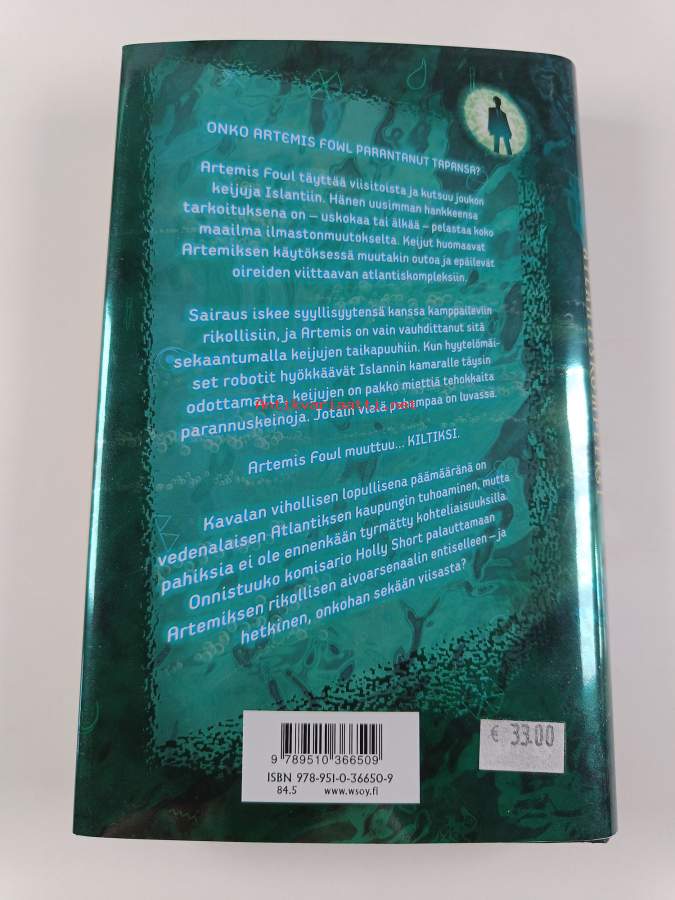 ONKO ARTEMIS FOWL PARANTANUT TAPANSA?
Artemis Fowl täyttää viisitoista ja kutsuu joukon
keijuja Islantiin. Hänen uusimman hankkeensa
tarkoituksena on – uskokaa tai älkää – pelastaa koko
maailma ilmastonmuutokselta. Keijut huomaavat
Artemiksen käytöksessä muutakin outoa ja epäilevät
oireiden viittaavan atlantiskompleksiin.
Sairaus iskee syyllisyytensä kanssa kamppaileviin
rikollisiin, ja Artemis on vain vauhdittanut sitä
sekaantumalla keijujen taikapuuhiin. Kun hyytelömäi-
set robotit hyökkäävät Islannin kamaralle täysin
odottamatta, keijujen on pakko miettiä tehokkaita
parannuskeinoja. Jotain vielä pahempaa on luvassa.
Antikvariaatti.net
Artemis Fowl muuttuu... KILTIKSI.
Kavalan vihollisen lopullisena päämääränä on
vedenalaisen Atlantiksen kaupungin tuhoaminen, mutta
pahiksia ei ole ennenkään tyrmätty kohteliaisuuksilla.
Onnistuuko komisario Holly Short palauttamaan
Artemiksen rikollisen aivoarsenaalin entiselleen – ja
hetkinen, onkohan sekään viisasta?
9 789510 366509
ISBN 978-951-0-36650-9
84.5 www.wsoy.fi
€ 33.00